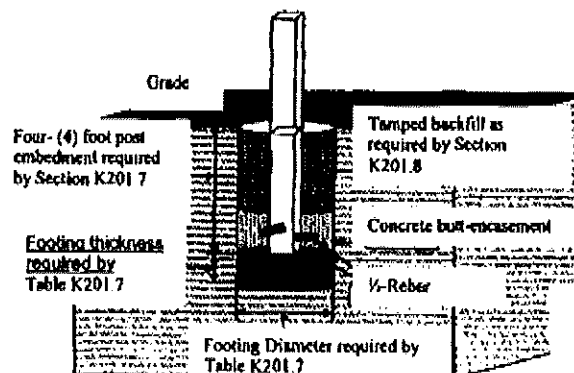 Grade
Four- (4) foot post
embedment required
by Section K201.7
Footing thickness
required by
Table K201.7
Tamped backfill as
required by Section
K201.8
Concrete butt-encasement
½-Rebar
Footing Diameter required by
Table K201.7